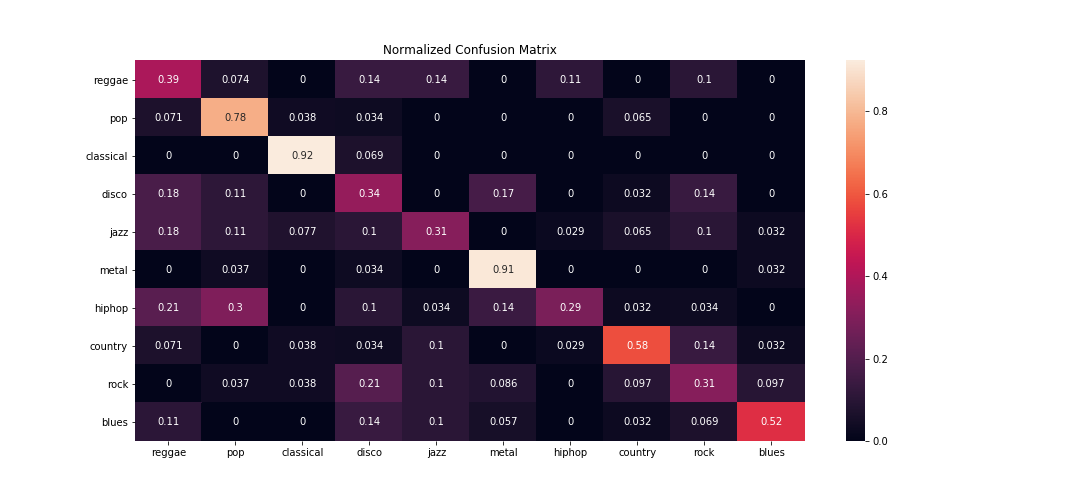 Normalized Confusion Matrix
reggae 0.39 0.074 0 0.14 0.14 0 0.11 0 0.1 0
pop 0.071 0.78 0.038 0.034 0 0 0 0.065 0 0
classical 0 0 0.92 0.069 0 0 0 0 0 0
disco 0.18 0.11 0 0.34 0 0.17 0 0.032 0.14 0
jazz 0.18 0.11 0.077 0.1 0.31 0 0.029 0.065 0.1 0.032
metal 0 0.037 0 0.034 0 0.91 0 0 0 0.032
hiphop 0.21 0.3 0 0.1 0.034 0.14 0.29 0.032 0.034 0
country 0.071 0 0.038 0.034 0.1 0 0.029 0.58 0.14 0.032
rock 0 0.037 0.038 0.21 0.1 0.086 0 0.097 0.31 0.097
blues 0.11 0 0 0.14 0.1 0.057 0 0.032 0.069 0.52
reggae pop classical disco jazz metal hiphop country rock blues
0.8
0.6
0.4
0.2
0.0